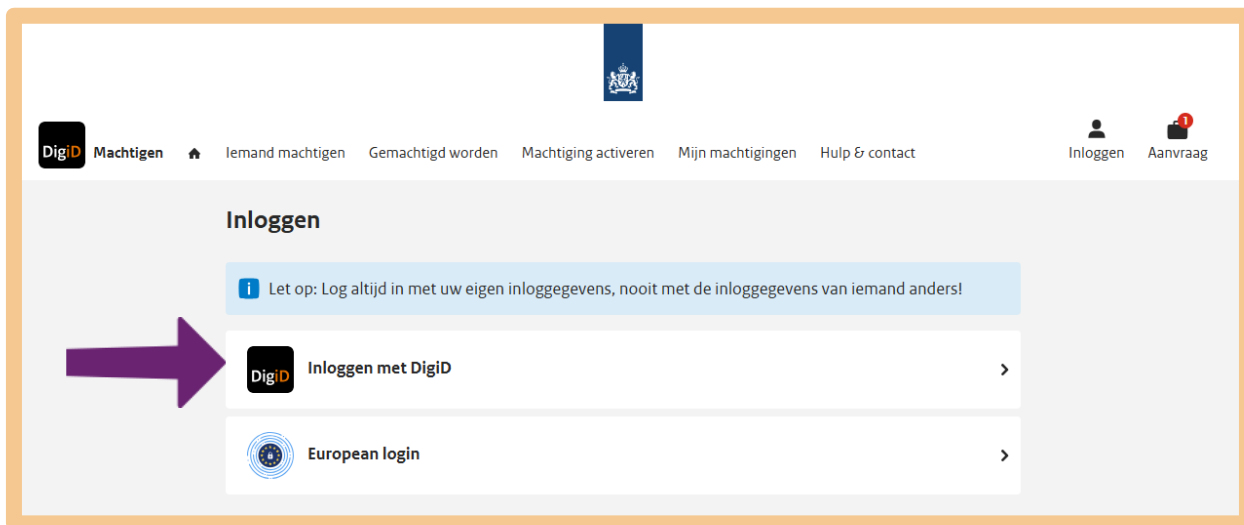 DigiD Machtigen Iemand machtigen Gemachtigd worden Machtiging activeren Mijn machtigingen Hulp & contact Inloggen Aanvraag 1
Inloggen
i Let op: Log altijd in met uw eigen inloggegevens, nooit met de inloggegevens van iemand anders!
DigiD Inloggen met DigiD
European login